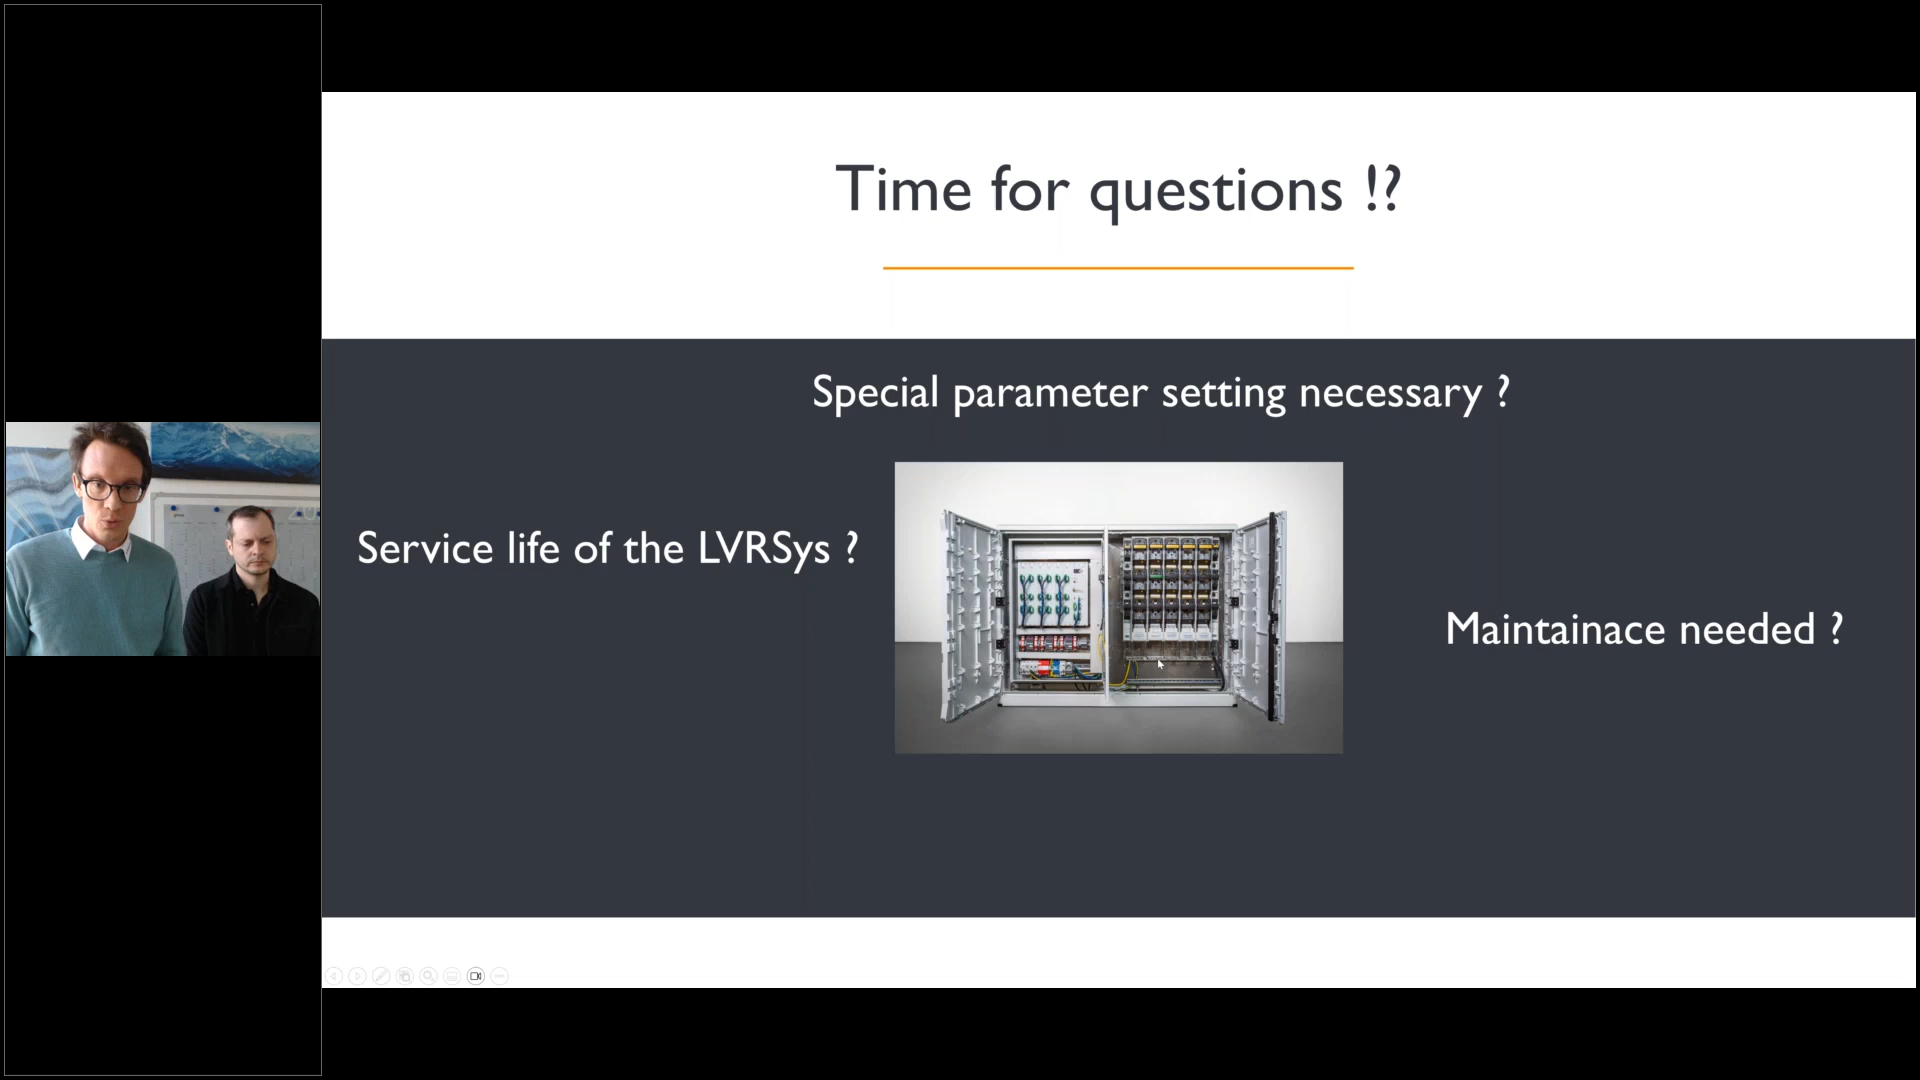 Time for questions !?
Special parameter setting necessary ?
Service life of the LVRSys ?
Maintainace needed ?